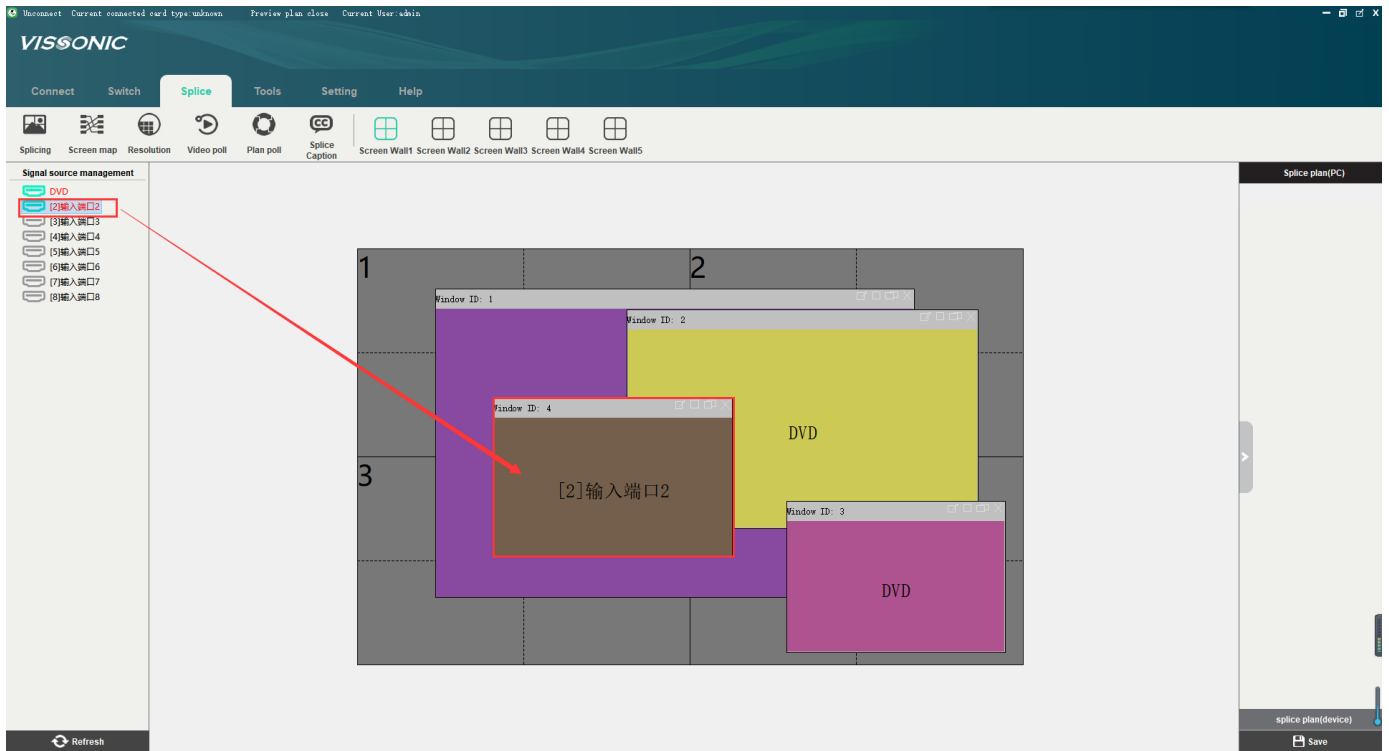 Unconnect Current connected card type:unknown Preview plan close Current User:admin
VISSONIC
Connect Switch Splice Tools Setting Help
Splicing Screen map Resolution Video poll Plan poll Splice Caption Screen Wall1 Screen Wall2 Screen Wall3 Screen Wall4 Screen Wall5
CC
Signal source management
Splice plan(PC)
DVD
[2]输入端口2
[3]输入端口3
[4]输入端口4
[5]输入端口5
[6]输入端口6
[7]输入端口7
[8]输入端口8
1
2
Window ID: 1
Window ID: 2
Window ID: 4
DVD
3
[2]输入端口2
Window ID: 3
DVD
splice plan(device)
Refresh
Save